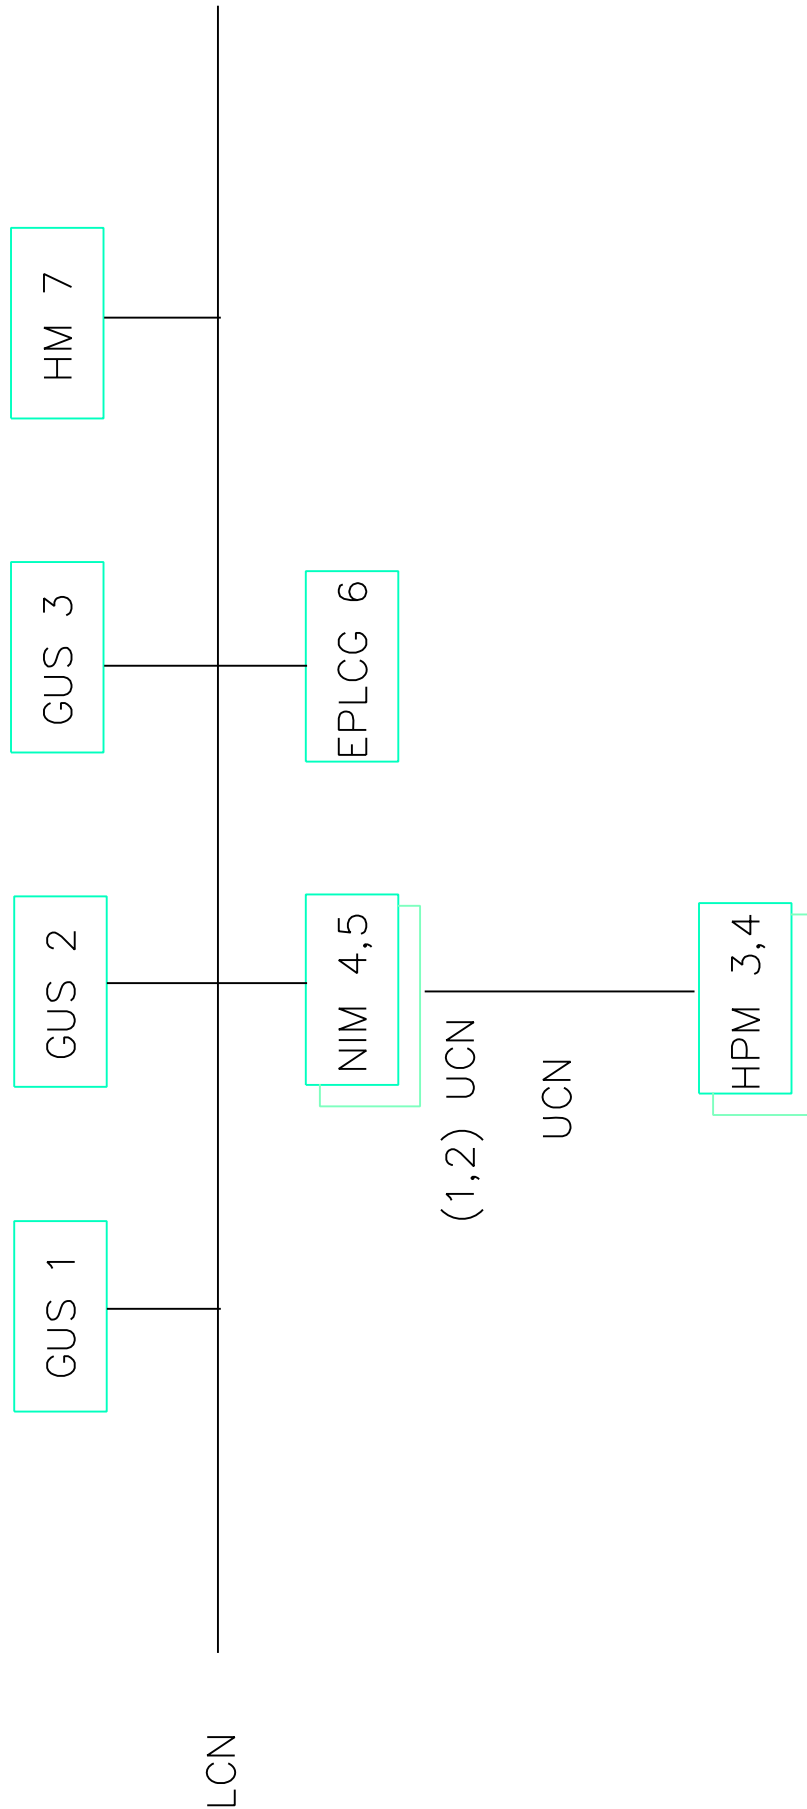 GUS 1
GUS 2
GUS 3
HM 7
LCN
NIM 4,5
EPLCG 6
(1,2) UCN
UCN
HPM 3,4